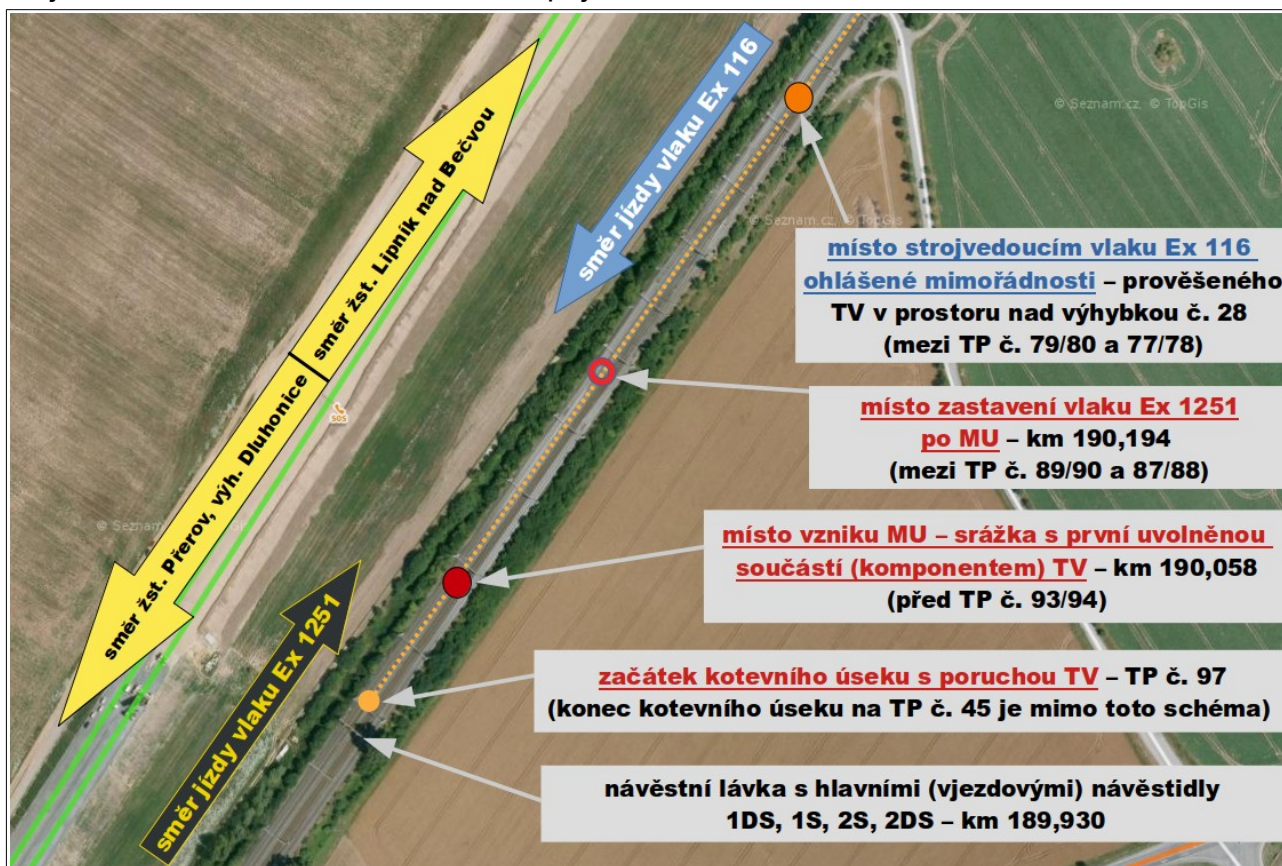 směr jízdy vlaku Ex 116
směr žst. Lipník nad Bečvou
© Seznam.cz, © TopGis
© Seznam.cz, © TopGis
místo strojvedoucím vlaku Ex 116
ohlášené mimořádnosti – prověšeného
TV v prostoru nad výhybkou č. 28
(mezi TP č. 79/80 a 77/78)
směr žst. Přerov, výh. Dluhonice
SOS
místo zastavení vlaku Ex 1251
po MU – km 190,194
(mezi TP č. 89/90 a 87/88)
místo vzniku MU – srážka s první uvolněnou
součástí (komponentem) TV – km 190,058
(před TP č. 93/94)
směr jízdy vlaku Ex 1251
začátek kotevního úseku s poruchou TV – TP č. 97
(konec kotevního úseku na TP č. 45 je mimo toto schéma)
návěstní lávka s hlavními (vjezdovými) návěstidly
1DS, 1S, 2S, 2DS – km 189,930